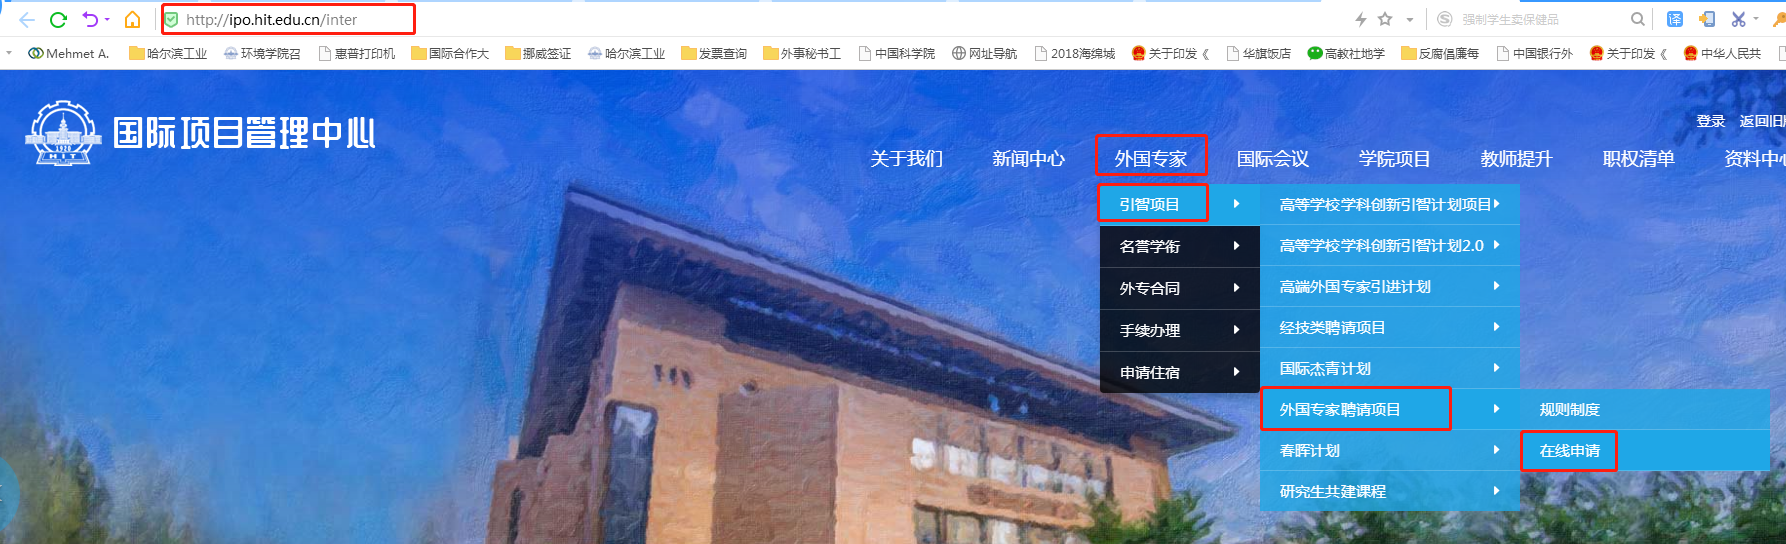 http://ipo.hit.edu.cn/inter
强制学生卖保健品
译
Mehmet A.
哈尔滨工业
环境学院召
惠普打印机
国际合作大
挪威签证
哈尔滨工业
发票查询
外事秘书工
中国科学院
网址导航
2018海绵城
关于印发《
华旗饭店
高教社地学
反腐倡廉每
中国银行外
关于印发《
中华人民共
1920
HIT
国际项目管理中心
登录 返回旧版
关于我们 新闻中心 外国专家 国际会议 学院项目 教师提升 职权清单 资料中心
引智项目
名誉学衔
外专合同
手续办理
申请住宿
高等学校学科创新引智计划项目
高等学校学科创新引智计划2.0
高端外国专家引进计划
经技类聘请项目
国际杰青计划
外国专家聘请项目
春晖计划
研究生共建课程
规则制度
在线申请